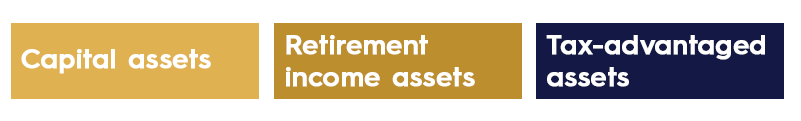 Capital assets
Retirement
income assets
Tax-advantaged
assets